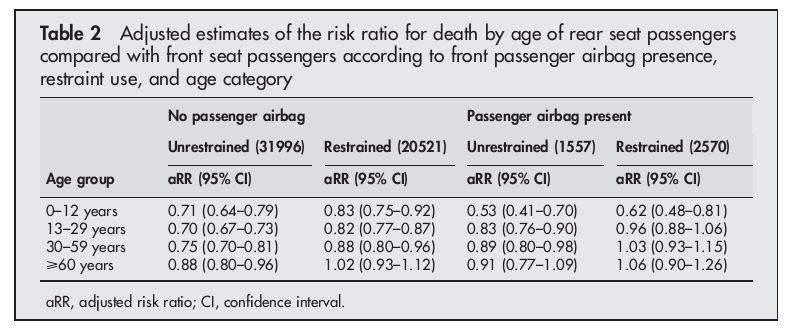 Table 2 Adjusted estimates of the risk ratio for death by age of rear seat passengers
compared with front seat passengers according to front passenger airbag presence,
restraint use, and age category
No passenger airbag Passenger airbag present
Unrestrained (31996) Restrained (20521) Unrestrained (1557) Restrained (2570)
Age group aRR (95% CI) aRR (95% CI) aRR (95% CI) aRR (95% CI)
0–12 years 0.71 (0.64–0.79) 0.83 (0.75–0.92) 0.53 (0.41–0.70) 0.62 (0.48–0.81)
13–29 years 0.70 (0.67–0.73) 0.82 (0.77–0.87) 0.83 (0.76–0.90) 0.96 (0.88–1.06)
30–59 years 0.75 (0.70–0.81) 0.88 (0.80–0.96) 0.89 (0.80–0.98) 1.03 (0.93–1.15)
⩾60 years 0.88 (0.80–0.96) 1.02 (0.93–1.12) 0.91 (0.77–1.09) 1.06 (0.90–1.26)
aRR, adjusted risk ratio; CI, confidence interval.